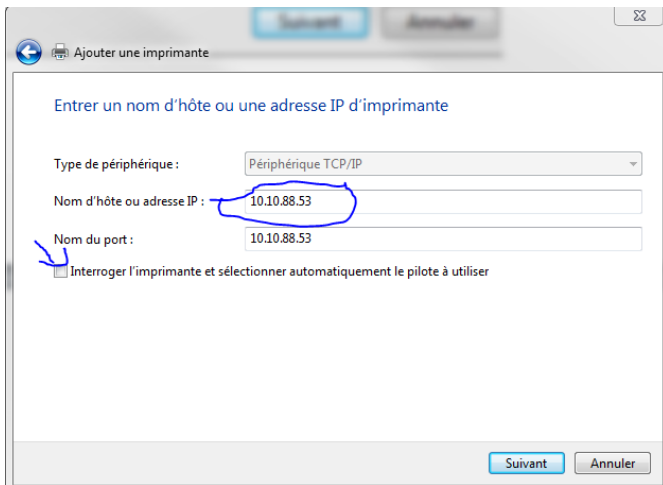 Suivant Annuler
Ajouter une imprimante
Entrer un nom d'hôte ou une adresse IP d'imprimante
Type de périphérique : Périphérique TCP/IP
Nom d'hôte ou adresse IP : 10.10.88.53
Nom du port : 10.10.88.53
Interroger l'imprimante et sélectionner automatiquement le pilote à utiliser
Suivant Annuler